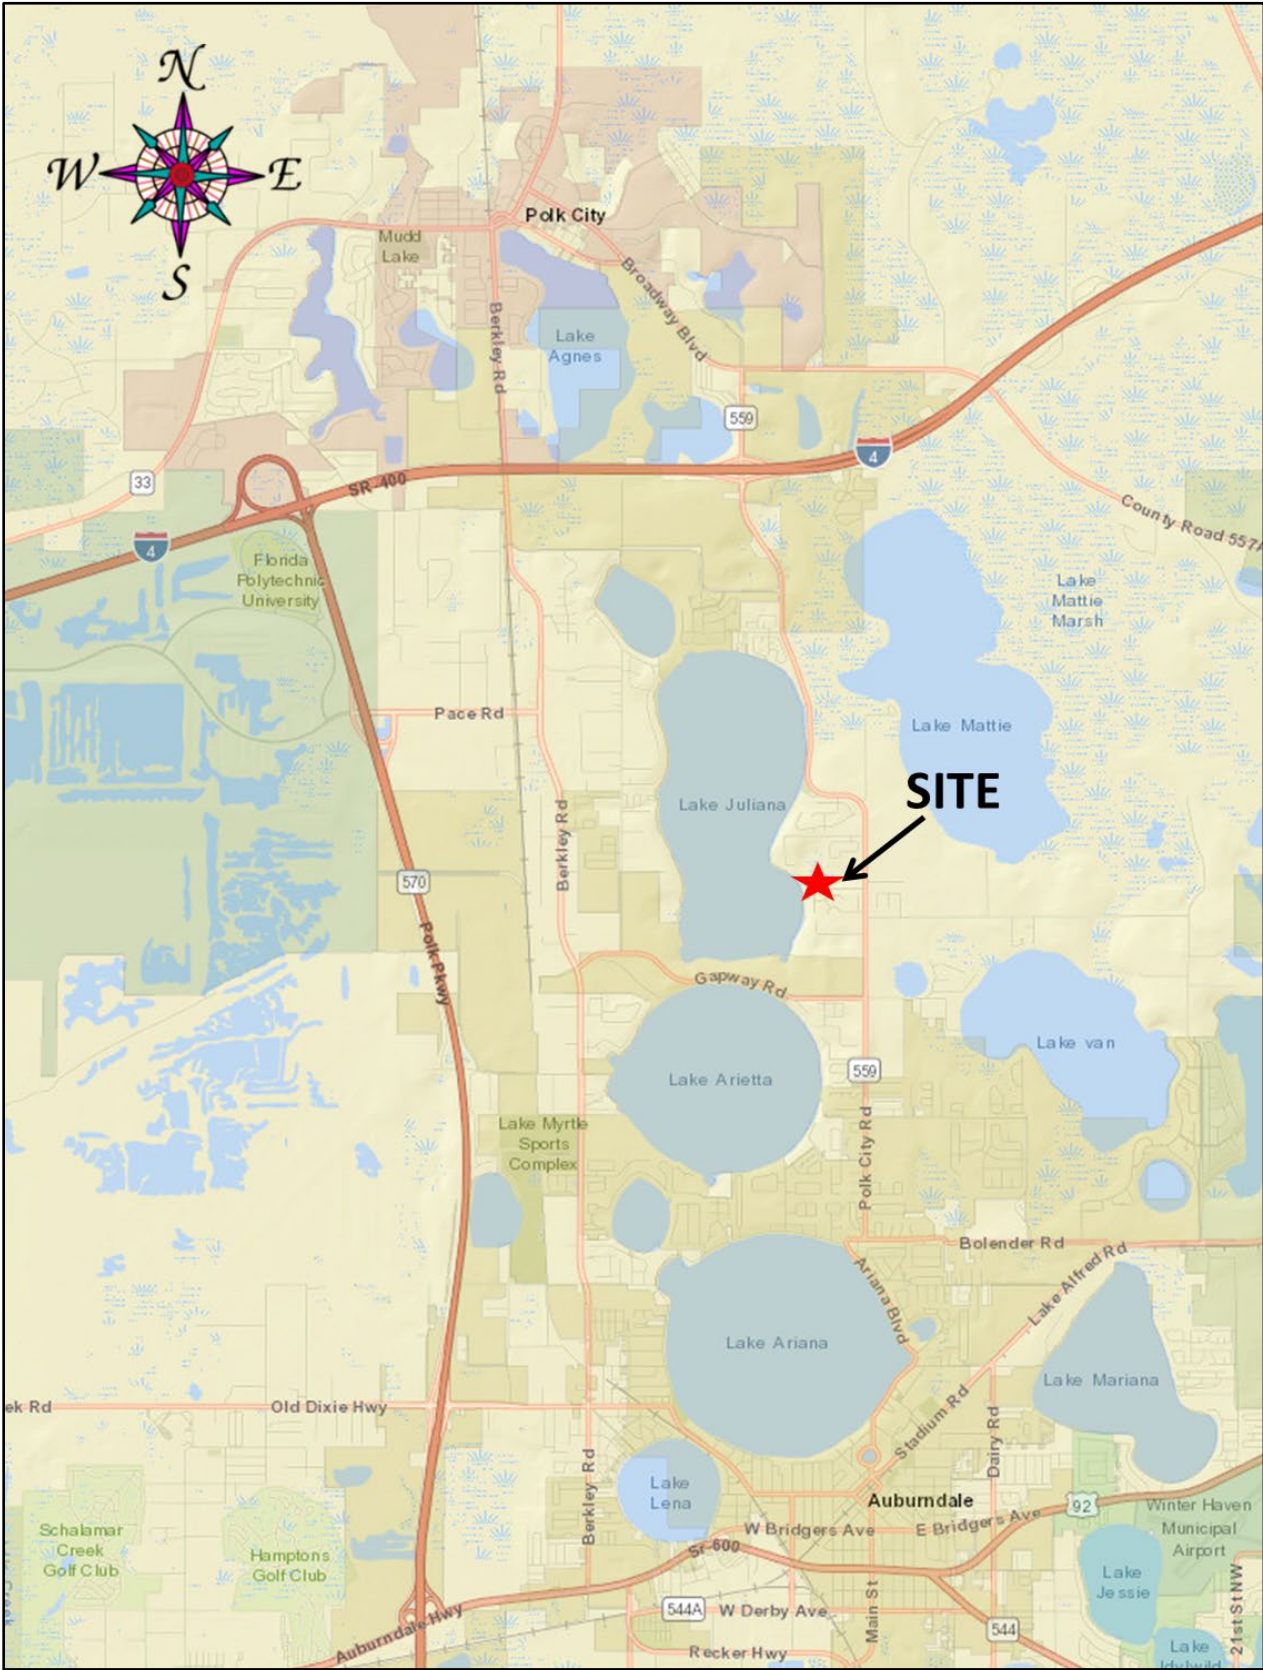 N
W
E
S
Polk City
Mudd
Lake
Broadway Blvd
Berkley Rd
Lake
Agnes
559
4
33
SR-400
4
County Road 557A
Florida
Polytechnic
University
Lake
Mattie
Marsh
Pace Rd
Lake Mattie
SITE
Lake Juliana
Berkley Rd
570
Polk Pkwy
Gapway Rd
Lake van
559
Lake Arietta
Lake Myrtle
Sports
Complex
Polk City Rd
Bolender Rd
Lake Alfred Rd
Ariana Blvd
Lake Ariana
Lake Mariana
ek Rd
Old Dixie Hwy
Stadium Rd
Dairy Rd
Berkley Rd
Lake
Lena
Auburndale
92
Winter Haven
Municipal
Airport
W Bridgers Ave
E Bridgers Ave
Sr-600
Schalamar
Creek
Golf Club
Hamptons
Golf Club
Lake
Jessie
544A
W Derby Ave
Main St
544
21st St NW
Auburndale Hwy
Recker Hwy
Lake
Idylwild